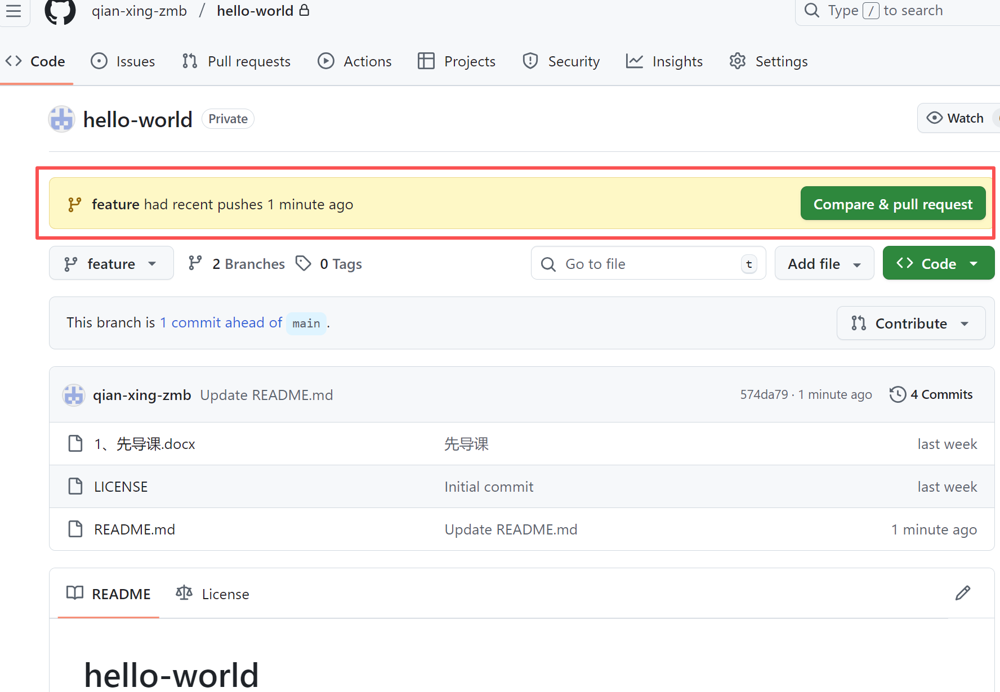 qian-xing-zmb / hello-world
Type / to search
Code Issues Pull requests Actions Projects Security Insights Settings
hello-world Private
Watch
feature had recent pushes 1 minute ago
Compare & pull request
feature 2 Branches 0 Tags
Go to file t
Add file
Code
This branch is 1 commit ahead of main .
Contribute
qian-xing-zmb Update README.md 574da79 · 1 minute ago 4 Commits
1、先导课.docx 先导课 last week
LICENSE Initial commit last week
README.md Update README.md 1 minute ago
README License
hello-world